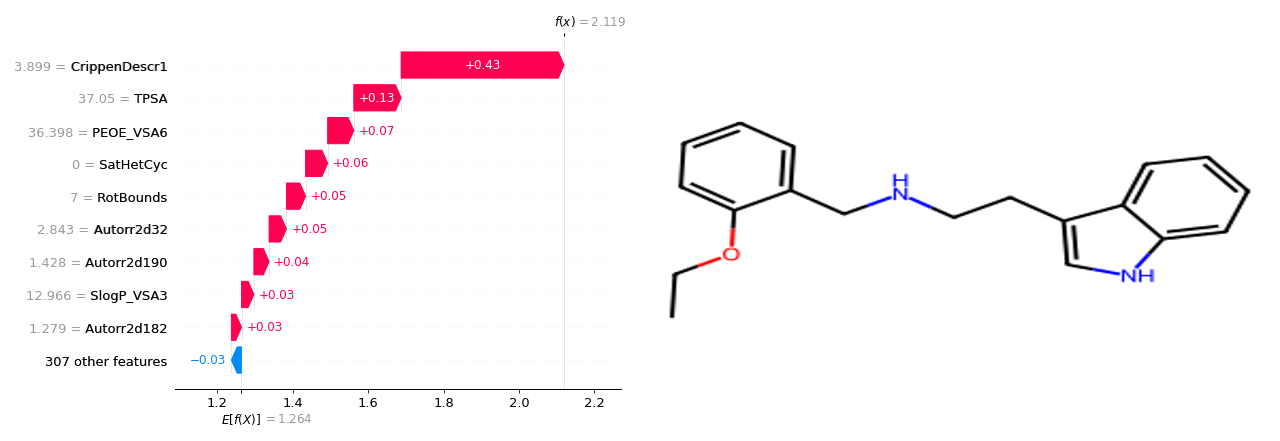 f(x) = 2.119
3.899 = CrippenDescr1 +0.43
37.05 = TPSA +0.13
36.398 = PEOE_VSA6 +0.07
0 = SatHetCyc +0.06
7 = RotBounds +0.05
2.843 = Autorr2d32 +0.05
1.428 = Autorr2d190 +0.04
12.966 = SlogP_VSA3 +0.03
1.279 = Autorr2d182 +0.03
307 other features −0.03
1.2 1.4 1.6 1.8 2.0 2.2
E[f(X)] = 1.264
H
N
O
NH